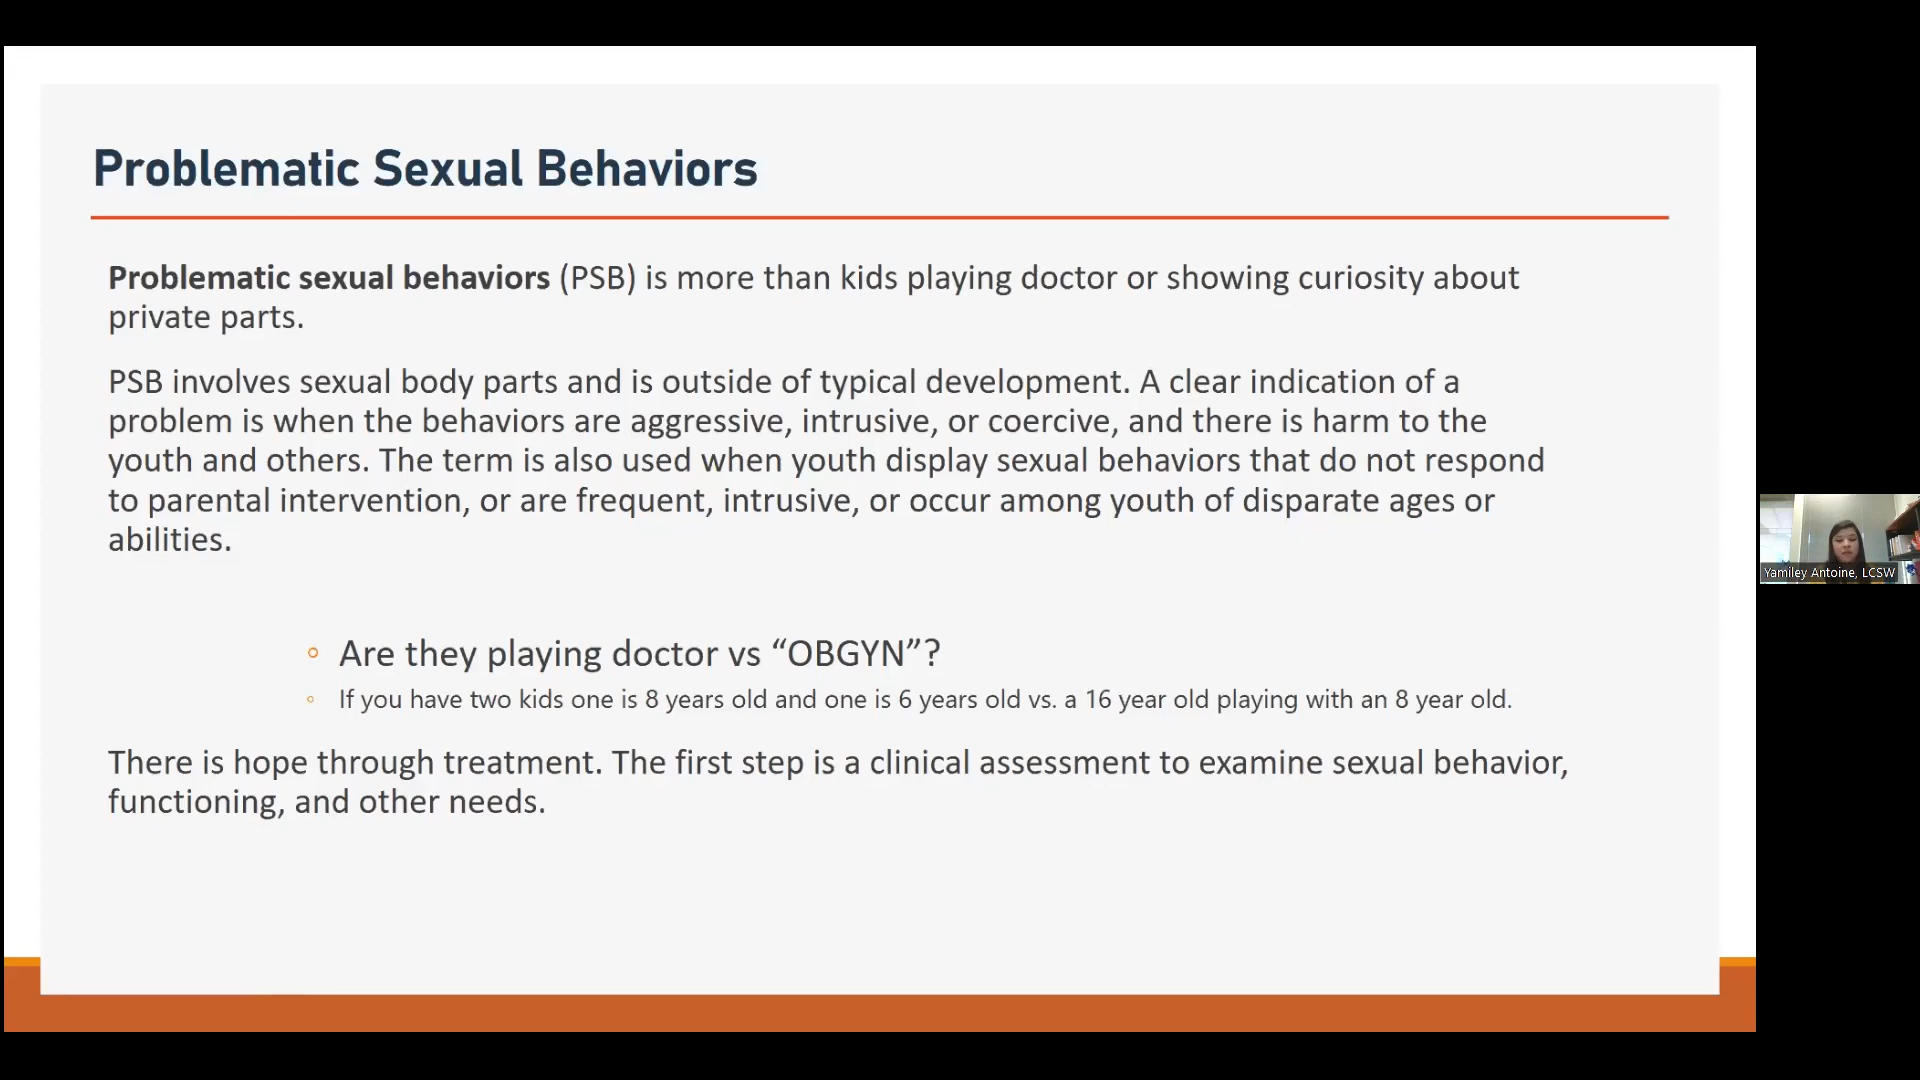 Problematic Sexual Behaviors
Problematic sexual behaviors (PSB) is more than kids playing doctor or showing curiosity about
private parts.
PSB involves sexual body parts and is outside of typical development. A clear indication of a
problem is when the behaviors are aggressive, intrusive, or coercive, and there is harm to the
youth and others. The term is also used when youth display sexual behaviors that do not respond
to parental intervention, or are frequent, intrusive, or occur among youth of disparate ages or
abilities.
◦ Are they playing doctor vs “OBGYN”?
◦ If you have two kids one is 8 years old and one is 6 years old vs. a 16 year old playing with an 8 year old.
There is hope through treatment. The first step is a clinical assessment to examine sexual behavior,
functioning, and other needs.
Yamiley Antoine, LCSW